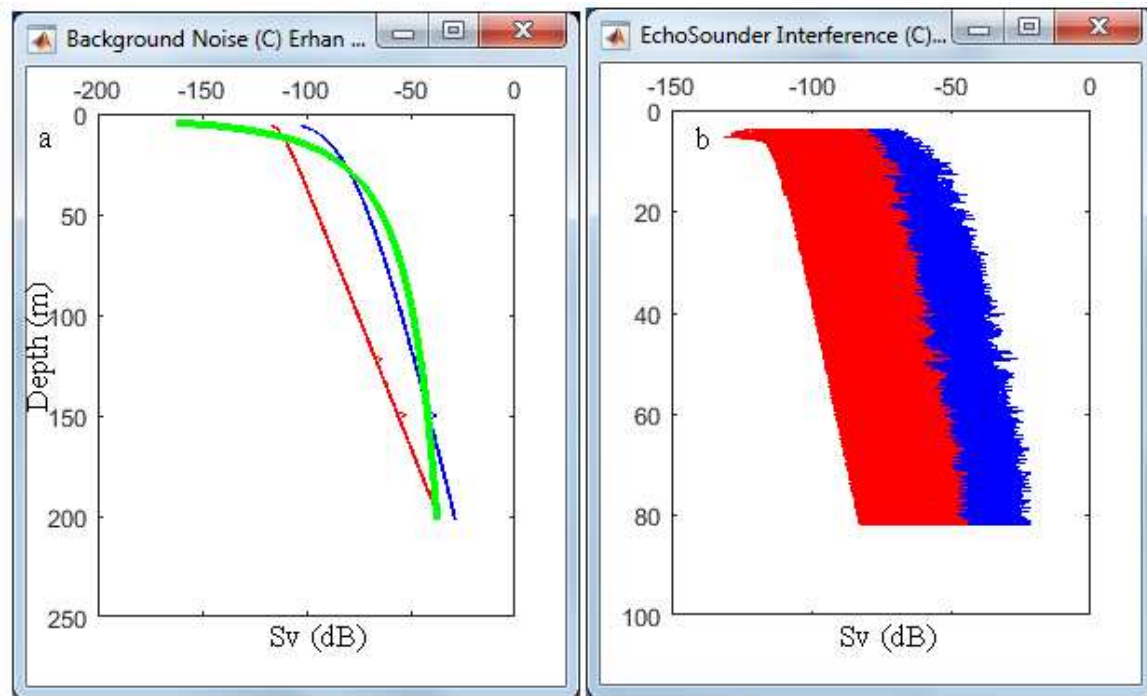 Background Noise (C) Erhan ...
-200 -150 -100 -50 0
0
a
50
100
150
200
250
Depth (m)
Sv (dB)
EchoSounder Interference (C)...
-150 -100 -50 0
0
b
20
40
60
80
100
Sv (dB)